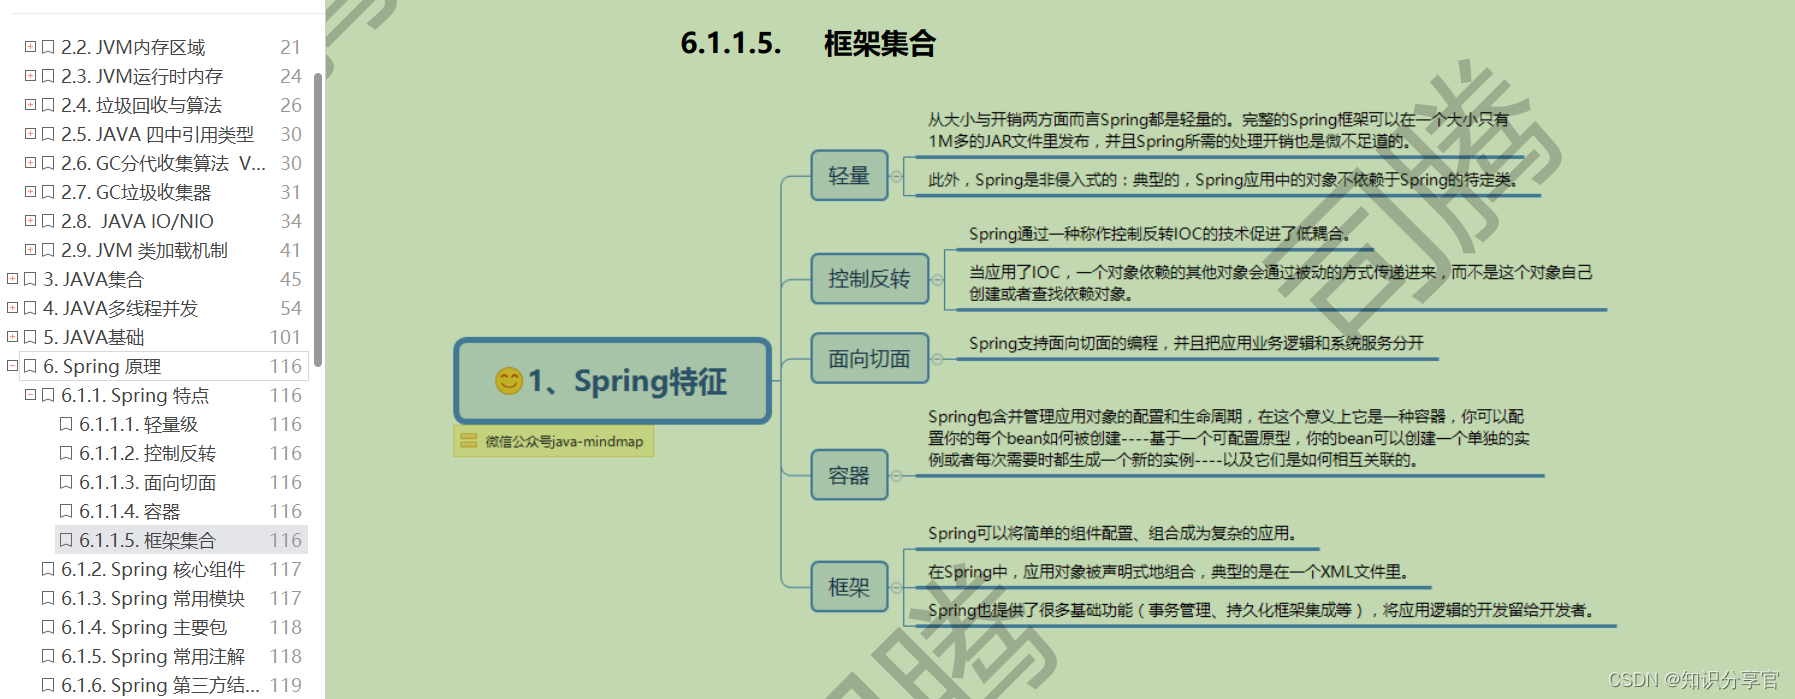 2.2. JVM内存区域 21
2.3. JVM运行时内存 24
2.4. 垃圾回收与算法 26
2.5. JAVA 四中引用类型 30
2.6. GC分代收集算法 V... 30
2.7. GC垃圾收集器 31
2.8. JAVA IO/NIO 34
2.9. JVM 类加载机制 41
3. JAVA集合 45
4. JAVA多线程并发 54
5. JAVA基础 101
6. Spring 原理 116
6.1.1. Spring 特点 116
6.1.1.1. 轻量级 116
6.1.1.2. 控制反转 116
6.1.1.3. 面向切面 116
6.1.1.4. 容器 116
6.1.1.5. 框架集合 116
6.1.2. Spring 核心组件 117
6.1.3. Spring 常用模块 117
6.1.4. Spring 主要包 118
6.1.5. Spring 常用注解 118
6.1.6. Spring 第三方结... 119
6.1.1.5. 框架集合
1、Spring特征
微信公众号java-mindmap
轻量
从大小与开销两方面而言Spring都是轻量的。完整的Spring框架可以在一个大小只有
1M多的JAR文件里发布，并且Spring所需的处理开销也是微不足道的。
此外，Spring是非侵入式的：典型的，Spring应用中的对象不依赖于Spring的特定类。
控制反转
Spring通过一种称作控制反转IOC的技术促进了低耦合。
当应用了IOC，一个对象依赖的其他对象会通过被动的方式传递进来，而不是这个对象自己
创建或者查找依赖对象。
面向切面
Spring支持面向切面的编程，并且把应用业务逻辑和系统服务分开
容器
Spring包含并管理应用对象的配置和生命周期，在这个意义上它是一种容器，你可以配
置你的每个bean如何被创建----基于一个可配置原型，你的bean可以创建一个单独的实
例或者每次需要时都生成一个新的实例----以及它们是如何相互关联的。
框架
Spring可以将简单的组件配置、组合成为复杂的应用。
在Spring中，应用对象被声明式地组合，典型的是在一个XML文件里。
Spring也提供了很多基础功能（事务管理、持久化框架集成等），将应用逻辑的开发留给开发者。
司腾
司腾
CSDN @知识分享官